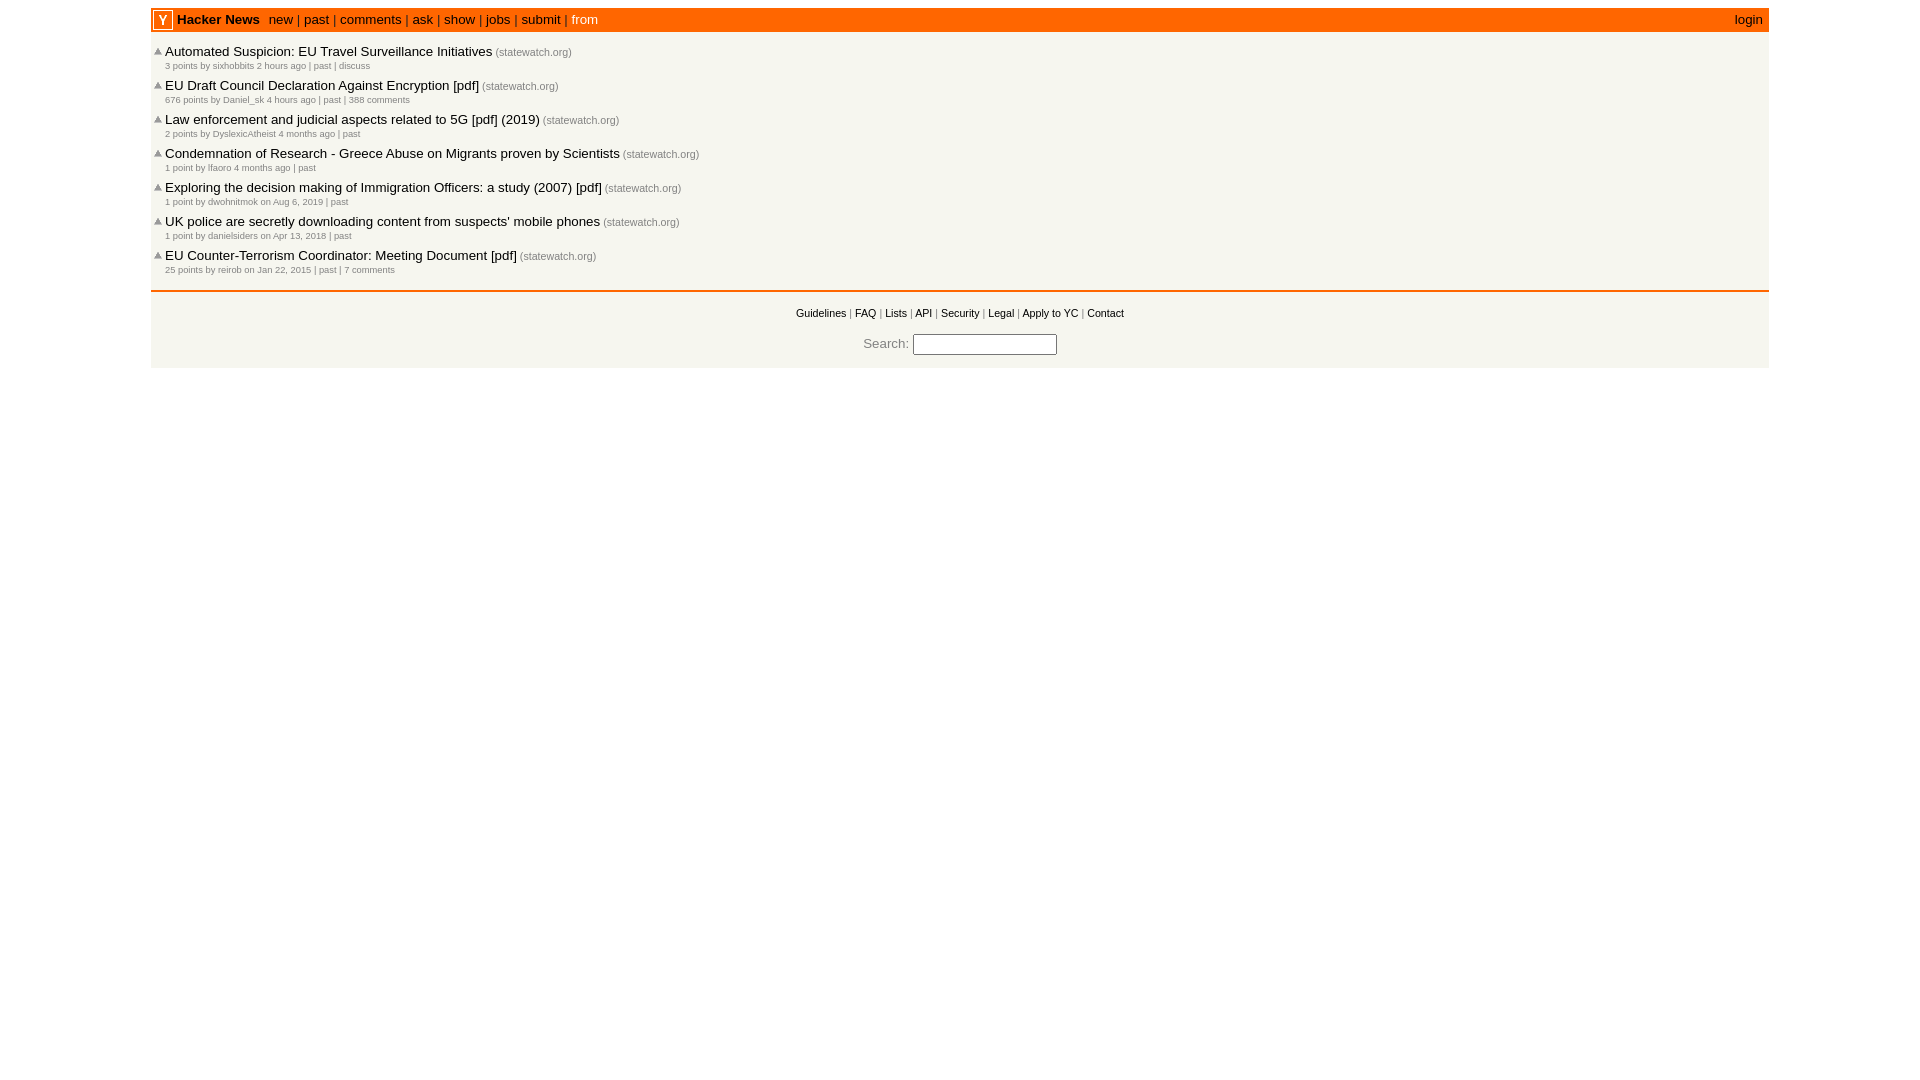 Y Hacker News new | past | comments | ask | show | jobs | submit | from login
Automated Suspicion: EU Travel Surveillance Initiatives (statewatch.org)
3 points by sixhobbits 2 hours ago | past | discuss
EU Draft Council Declaration Against Encryption [pdf] (statewatch.org)
676 points by Daniel_sk 4 hours ago | past | 388 comments
Law enforcement and judicial aspects related to 5G [pdf] (2019) (statewatch.org)
2 points by DyslexicAtheist 4 months ago | past
Condemnation of Research - Greece Abuse on Migrants proven by Scientists (statewatch.org)
1 point by lfaoro 4 months ago | past
Exploring the decision making of Immigration Officers: a study (2007) [pdf] (statewatch.org)
1 point by dwohnitmok on Aug 6, 2019 | past
UK police are secretly downloading content from suspects' mobile phones (statewatch.org)
1 point by danielsiders on Apr 13, 2018 | past
EU Counter-Terrorism Coordinator: Meeting Document [pdf] (statewatch.org)
25 points by reirob on Jan 22, 2015 | past | 7 comments
Guidelines | FAQ | Lists | API | Security | Legal | Apply to YC | Contact
Search: